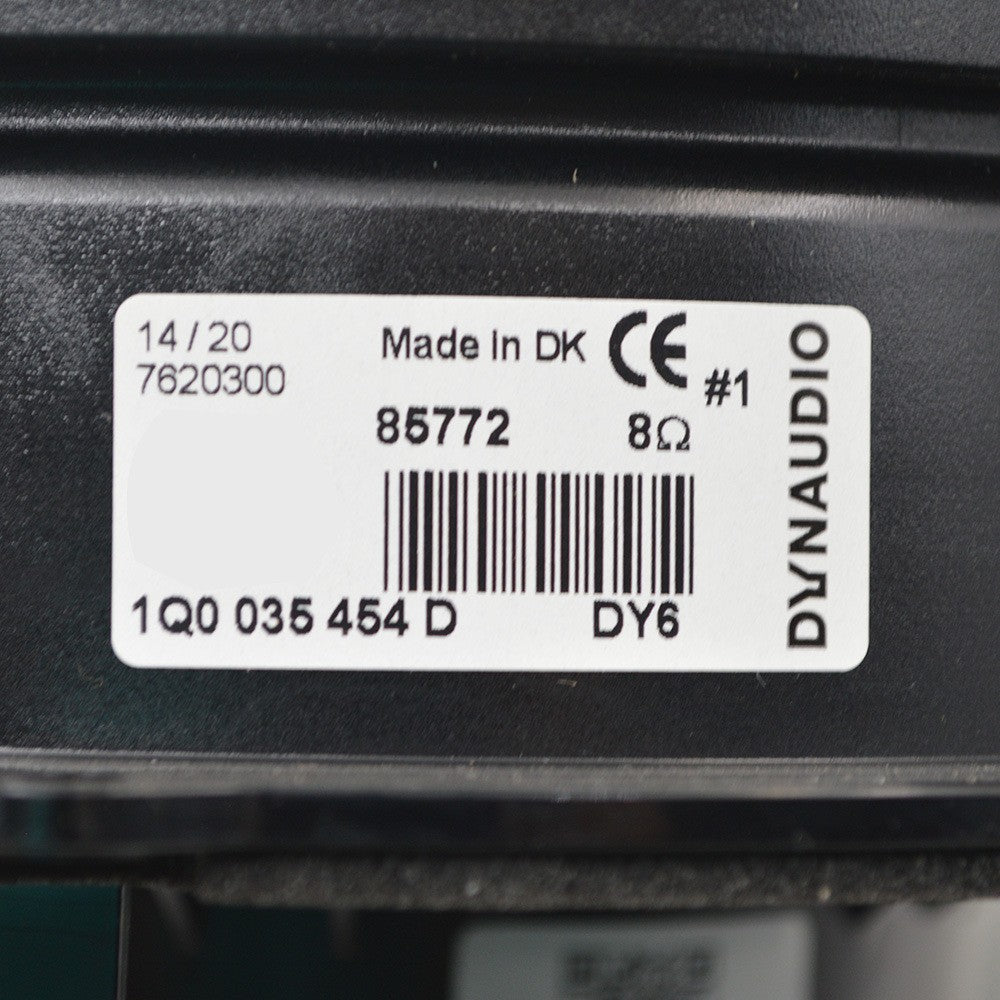 14/20
7620300
Made In DK CE
#1
85772 8Ω
1Q0 035 454 D DY6
DYNAUDIO